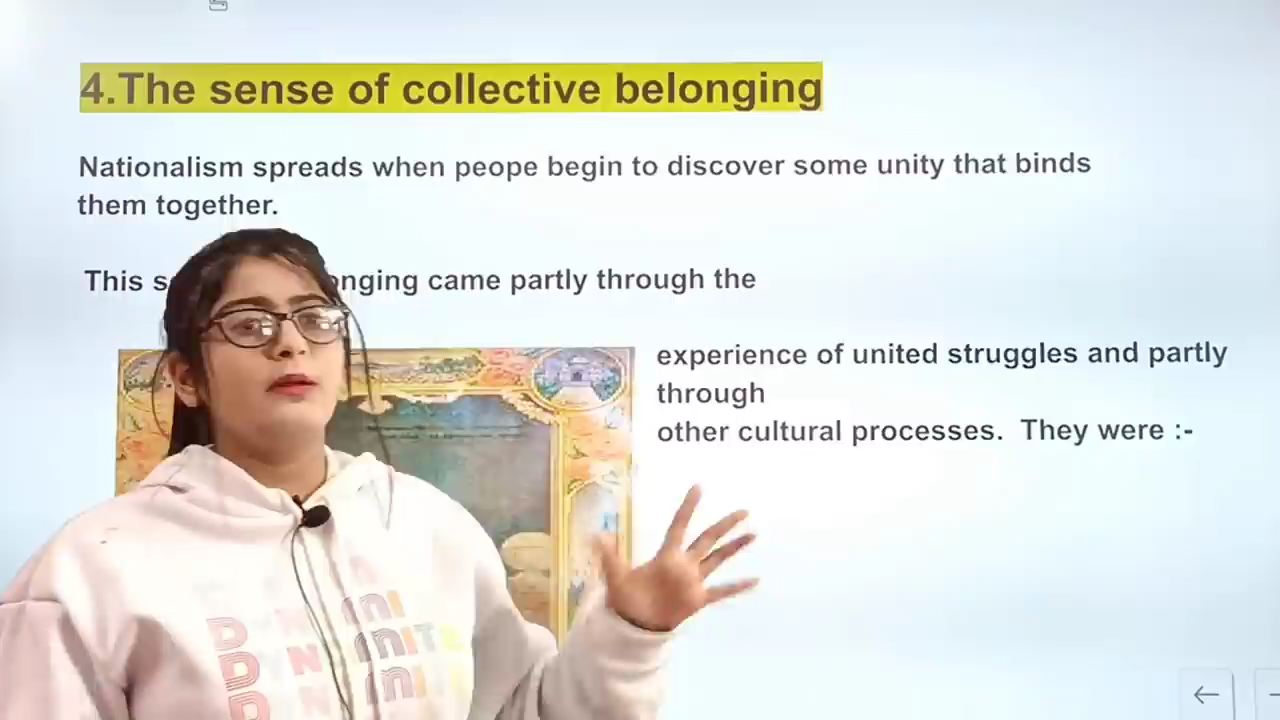 4.The sense of collective belonging
Nationalism spreads when peope begin to discover some unity that binds
them together.
This onging came partly through the
experience of united struggles and partly
through
other cultural processes. They were :-